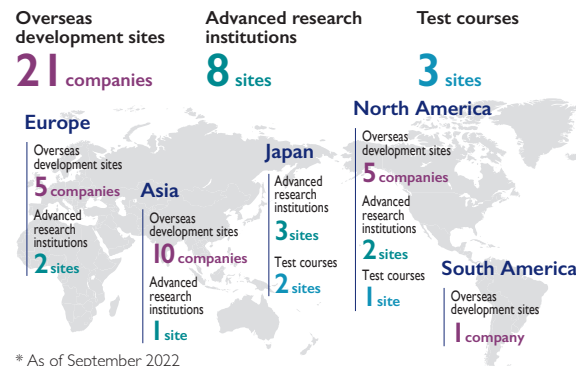 Overseas
development sites
21 companies
Advanced research
institutions
8 sites
Test courses
3 sites
Europe
Overseas
development sites
5 companies
Advanced
research
institutions
2 sites
Asia
Overseas
development sites
10 companies
Advanced
research
institutions
1 site
Japan
Advanced
research
institutions
3 sites
Test courses
2 sites
North America
Overseas
development sites
5 companies
Advanced
research
institutions
2 sites
Test courses
1 site
South America
Overseas
development sites
1 company
* As of September 2022